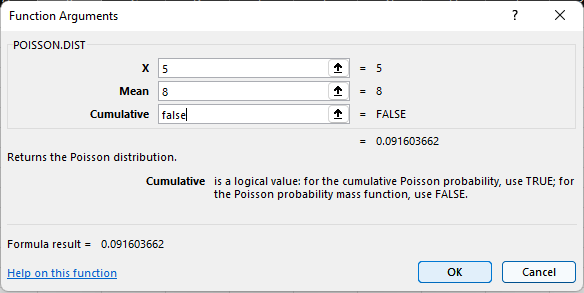 Function Arguments ? ×
POISSON.DIST
X 5 = 5
Mean 8 = 8
Cumulative false = FALSE
= 0.091603662
Returns the Poisson distribution.
Cumulative is a logical value: for the cumulative Poisson probability, use TRUE; for
the Poisson probability mass function, use FALSE.
Formula result = 0.091603662
Help on this function OK Cancel